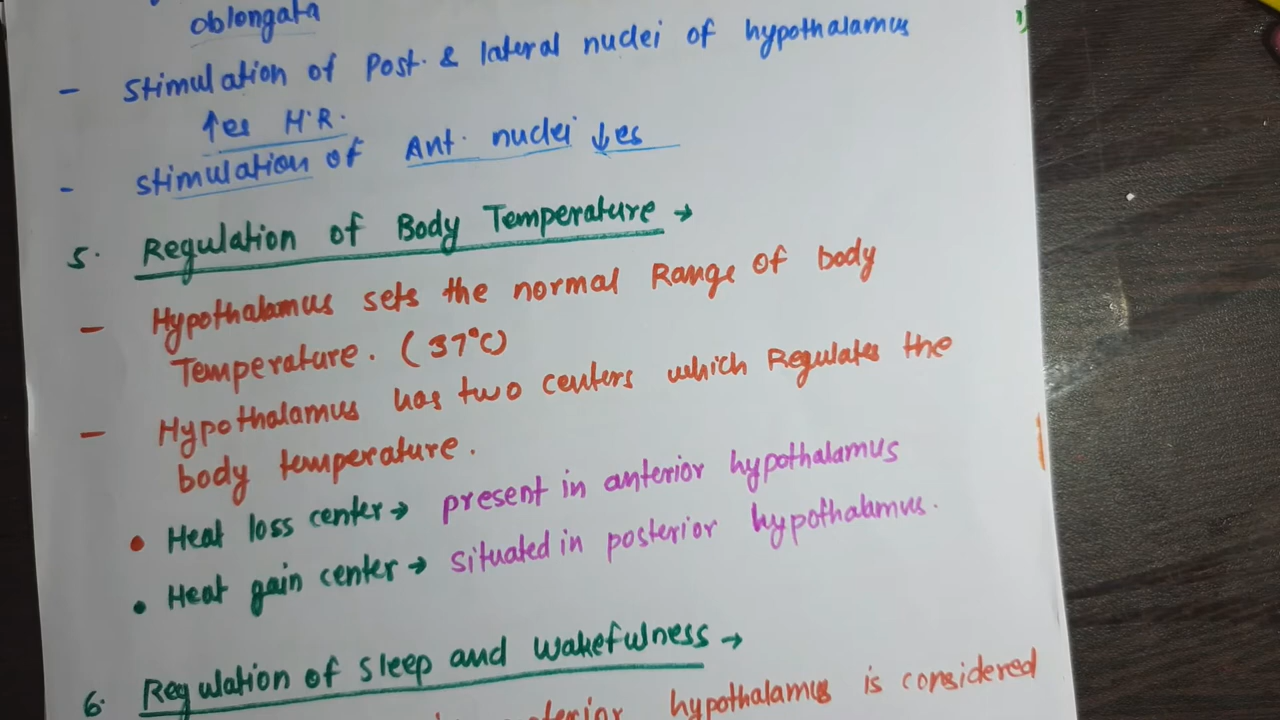 oblongata
- Stimulation of Post. & lateral nuclei of hypothalamus
↑es H.R.
- stimulation of Ant. nuclei ↓es
5. Regulation of Body Temperature →
- Hypothalamus sets the normal Range of body
Temperature. (37°C)
- Hypothalamus has two centers which Regulates the
body temperature.
• Heat loss center → present in anterior hypothalamus
• Heat gain center → situated in posterior hypothalamus.
6. Regulation of Sleep and Wakefulness →
hypothalamus is considered